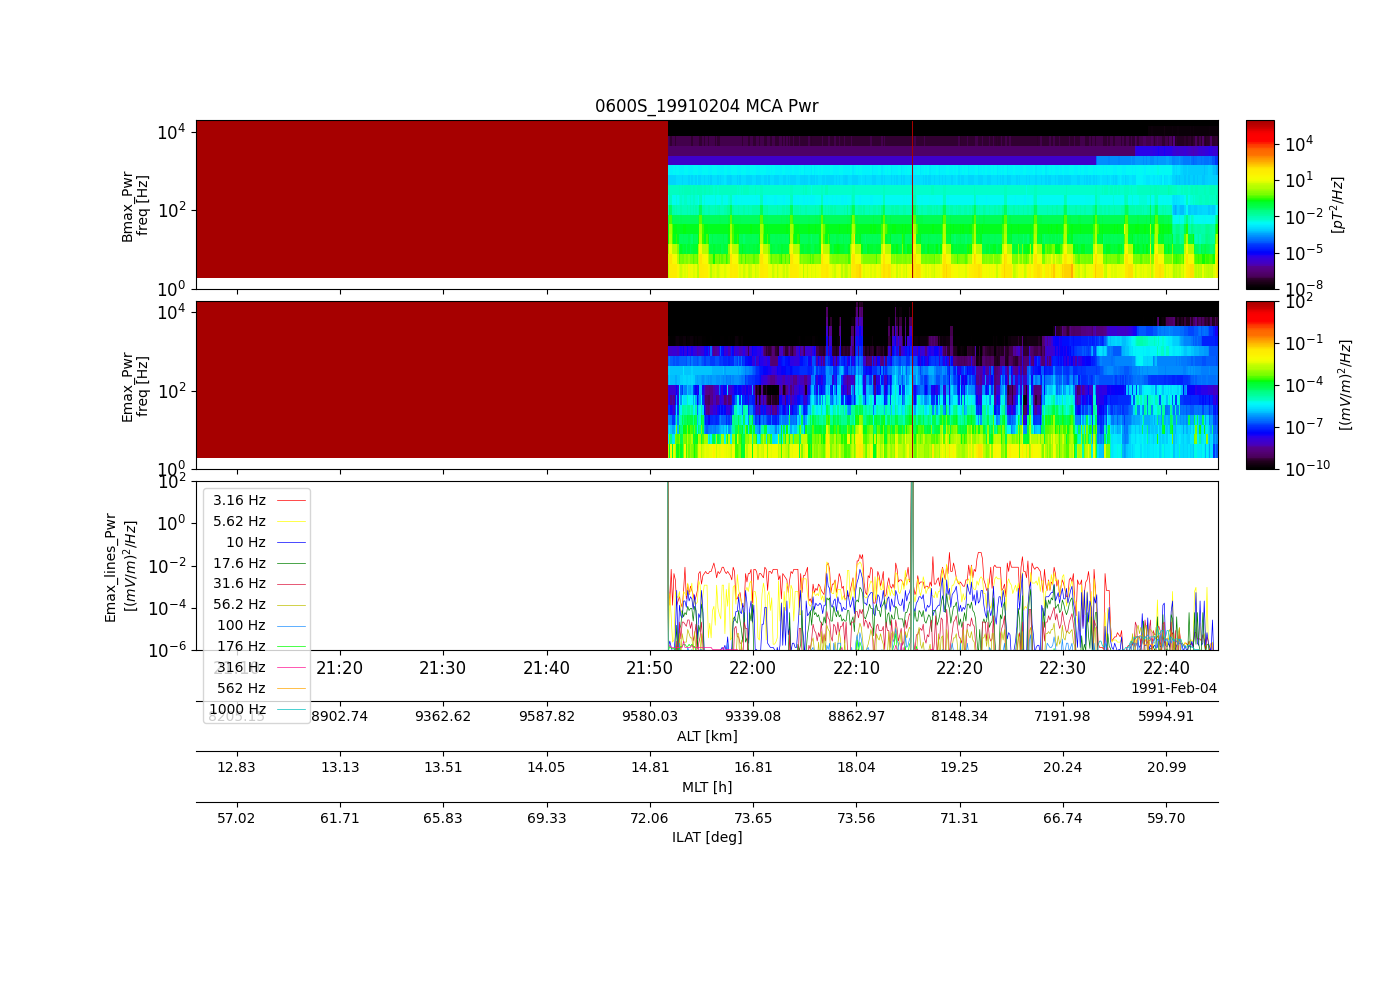 0600S_19910204 MCA Pwr
10^4
10^2
10^0
Bmax_Pwr
freq [Hz]
10^4
10^1
10^-2
10^-5
10^-8
[pT^2/Hz]
10^4
10^2
10^0
Emax_Pwr
freq [Hz]
10^2
10^-1
10^-4
10^-7
10^-10
[(mV/m)^2/Hz]
10^2
10^0
10^-2
10^-4
10^-6
Emax_lines_Pwr
[(mV/m)^2/Hz]
3.16 Hz
5.62 Hz
10 Hz
17.6 Hz
31.6 Hz
56.2 Hz
100 Hz
176 Hz
316 Hz
562 Hz
1000 Hz
21:10 21:20 21:30 21:40 21:50 22:00 22:10 22:20 22:30 22:40
1991-Feb-04
8205.15 8902.74 9362.62 9587.82 9580.03 9339.08 8862.97 8148.34 7191.98 5994.91
ALT [km]
12.83 13.13 13.51 14.05 14.81 16.81 18.04 19.25 20.24 20.99
MLT [h]
57.02 61.71 65.83 69.33 72.06 73.65 73.56 71.31 66.74 59.70
ILAT [deg]